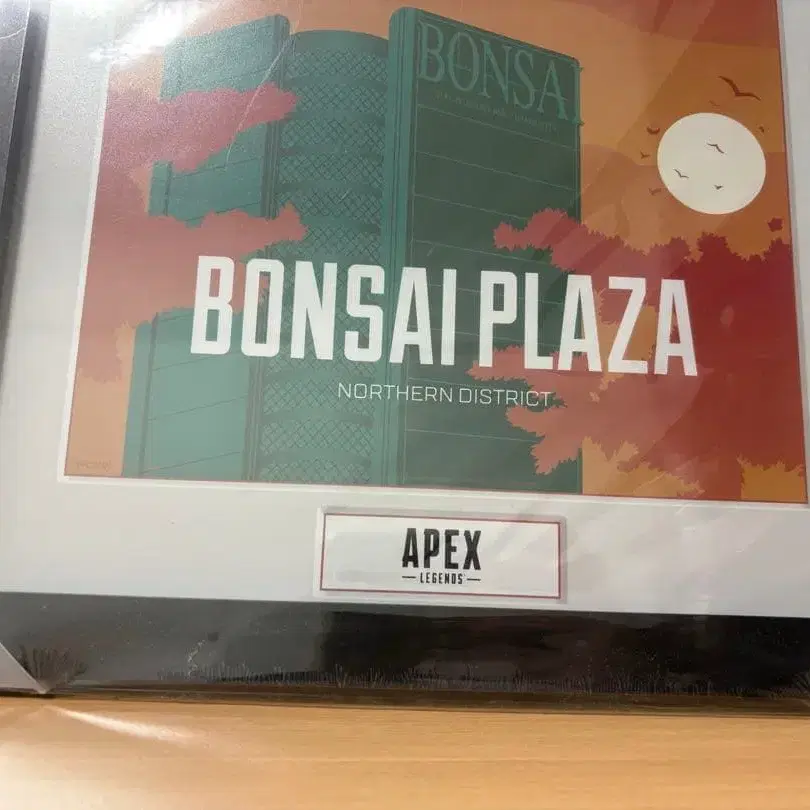 BONSAI
BONSAI PLAZA
NORTHERN DISTRICT
APEX
LEGENDS